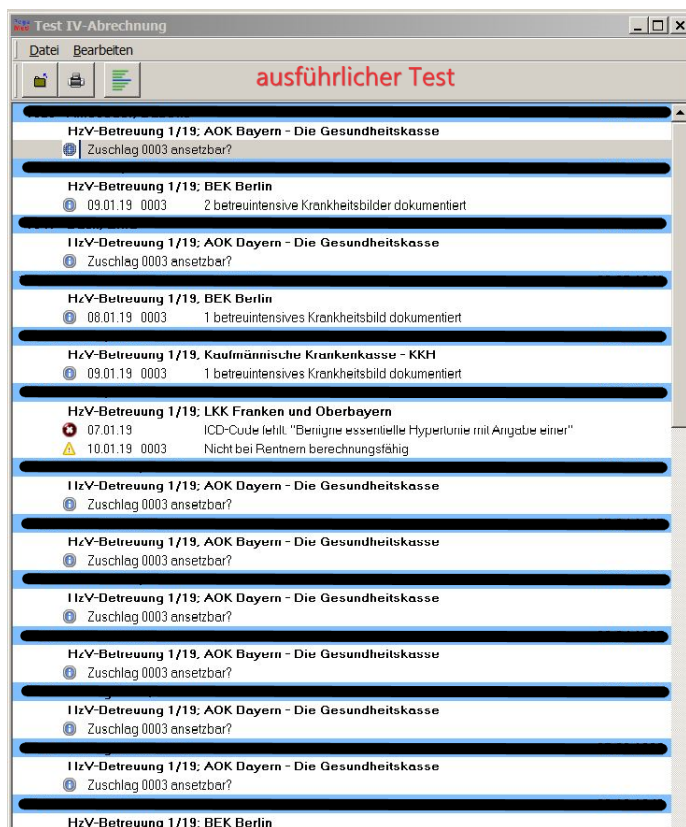 Test IV-Abrechnung
Datei Bearbeiten
ausführlicher Test
HzV-Betreuung 1/19; AOK Bayern - Die Gesundheitskasse
Zuschlag 0003 ansetzbar?
HzV-Betreuung 1/19; BEK Berlin
09.01.19 0003 2 betreuintensive Krankheitsbilder dokumentiert
HzV-Betreuung 1/19; AOK Bayern - Die Gesundheitskasse
Zuschlag 0003 ansetzbar?
HzV-Betreuung 1/19; BEK Berlin
08.01.19 0003 1 betreuintensives Krankheitsbild dokumentiert
HzV-Betreuung 1/19; Kaufmännische Krankenkasse - KKH
09.01.19 0003 1 betreuintensives Krankheitsbild dokumentiert
HzV-Betreuung 1/19; LKK Franken und Oberbayern
07.01.19 ICD-Code fehlt: "Benigne essentielle Hypertonie mit Angabe einer"
10.01.19 0003 Nicht bei Rentnern berechnungsfähig
HzV-Betreuung 1/19; AOK Bayern - Die Gesundheitskasse
Zuschlag 0003 ansetzbar?
HzV-Betreuung 1/19; AOK Bayern - Die Gesundheitskasse
Zuschlag 0003 ansetzbar?
HzV-Betreuung 1/19; AOK Bayern - Die Gesundheitskasse
Zuschlag 0003 ansetzbar?
HzV-Betreuung 1/19; AOK Bayern - Die Gesundheitskasse
Zuschlag 0003 ansetzbar?
HzV-Betreuung 1/19; AOK Bayern - Die Gesundheitskasse
Zuschlag 0003 ansetzbar?
HzV-Betreuung 1/19; AOK Bayern - Die Gesundheitskasse
Zuschlag 0003 ansetzbar?
HzV-Betreuung 1/19; BEK Berlin